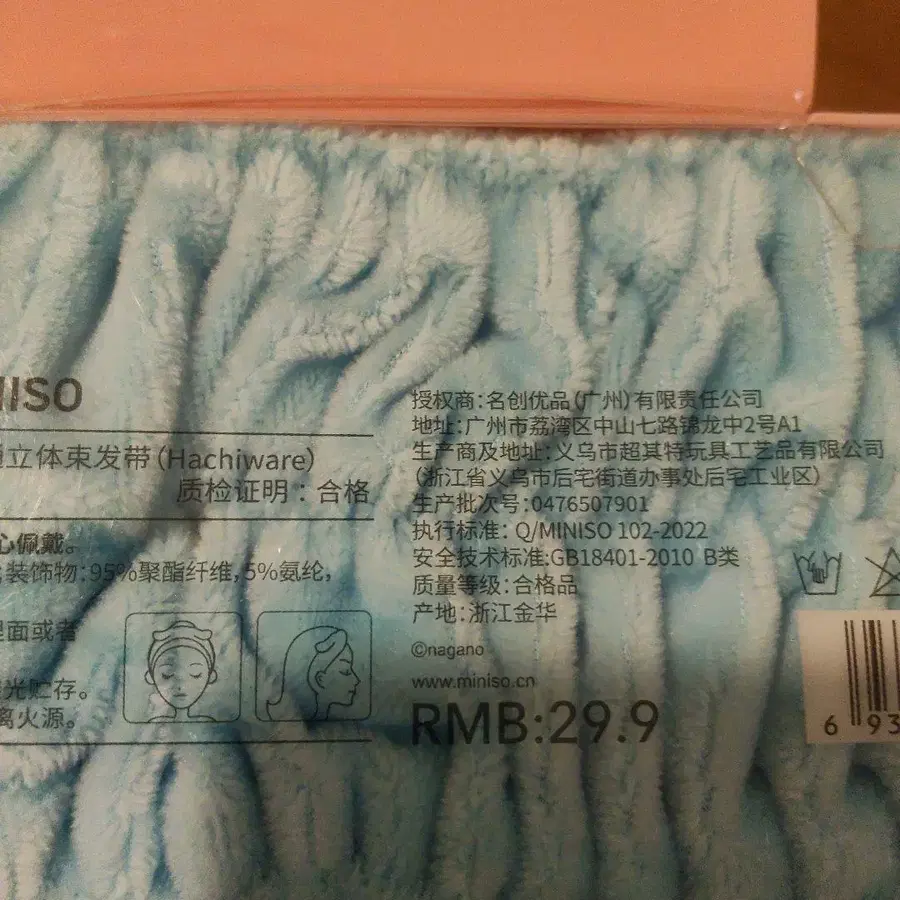 NISO
立体束发带(Hachiware)
质检证明:合格
心佩戴。
装饰物:95%聚酯纤维,5%氨纶,
里面或者
光贮存。
离火源。
授权商:名创优品(广州)有限责任公司
地址:广州市荔湾区中山七路锦龙中2号A1
生产商及地址:义乌市超其特玩具工艺品有限公司
(浙江省义乌市后宅街道办事处后宅工业区)
生产批次号:0476507901
执行标准: Q/MINISO 102-2022
安全技术标准:GB18401-2010 B类
质量等级:合格品
产地:浙江金华
©nagano
www.miniso.cn
RMB:29.9
6 93